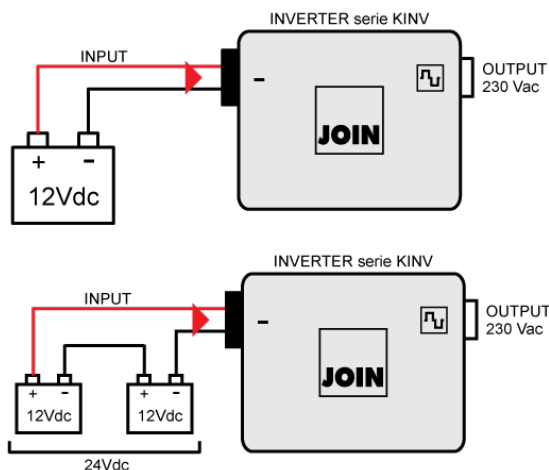 INVERTER serie KINV
INPUT
OUTPUT
230 Vac
-
JOIN
+ -
12Vdc
INVERTER serie KINV
INPUT
OUTPUT
230 Vac
-
JOIN
+ - + -
12Vdc 12Vdc
24Vdc